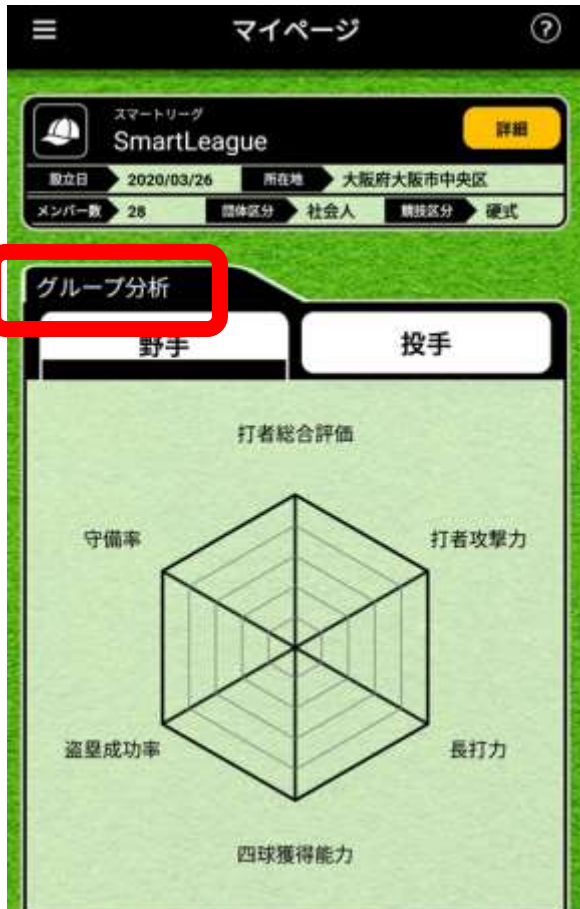 マイページ ?
スマートリーグ
SmartLeague
詳細
設立日 2020/03/26 所在地 大阪府大阪市中央区
メンバー数 28 団体区分 社会人 競技区分 硬式
グループ分析
野手 投手
打者総合評価
守備率 打者攻撃力
盗塁成功率 長打力
四球獲得能力